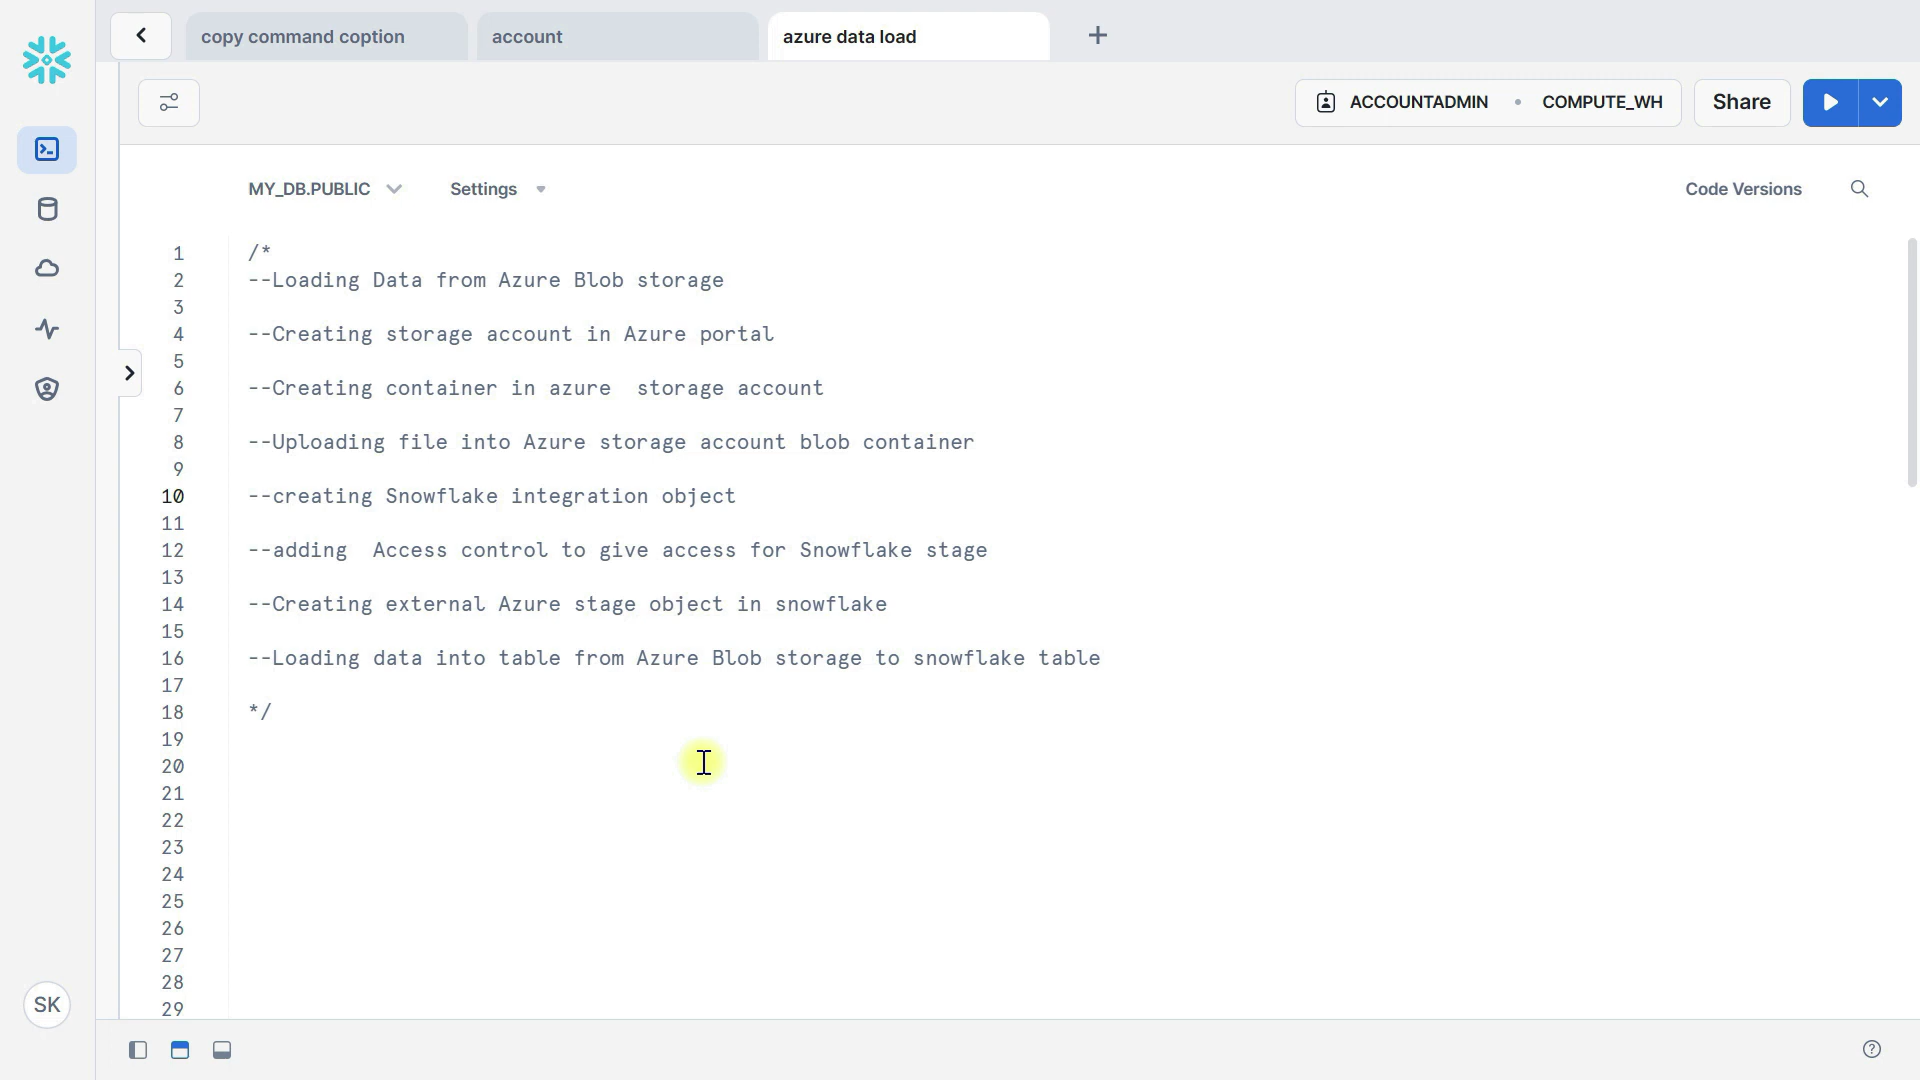 copy command coption
account
azure data load
ACCOUNTADMIN
COMPUTE_WH
Share
MY_DB.PUBLIC
Settings
Code Versions
1 /*
2 --Loading Data from Azure Blob storage
3
4 --Creating storage account in Azure portal
5
6 --Creating container in azure  storage account
7
8 --Uploading file into Azure storage account blob container
9
10 --creating Snowflake integration object
11
12 --adding  Access control to give access for Snowflake stage
13
14 --Creating external Azure stage object in snowflake
15
16 --Loading data into table from Azure Blob storage to snowflake table
17
18 */
19
20
21
22
23
24
25
26
27
28
29
SK